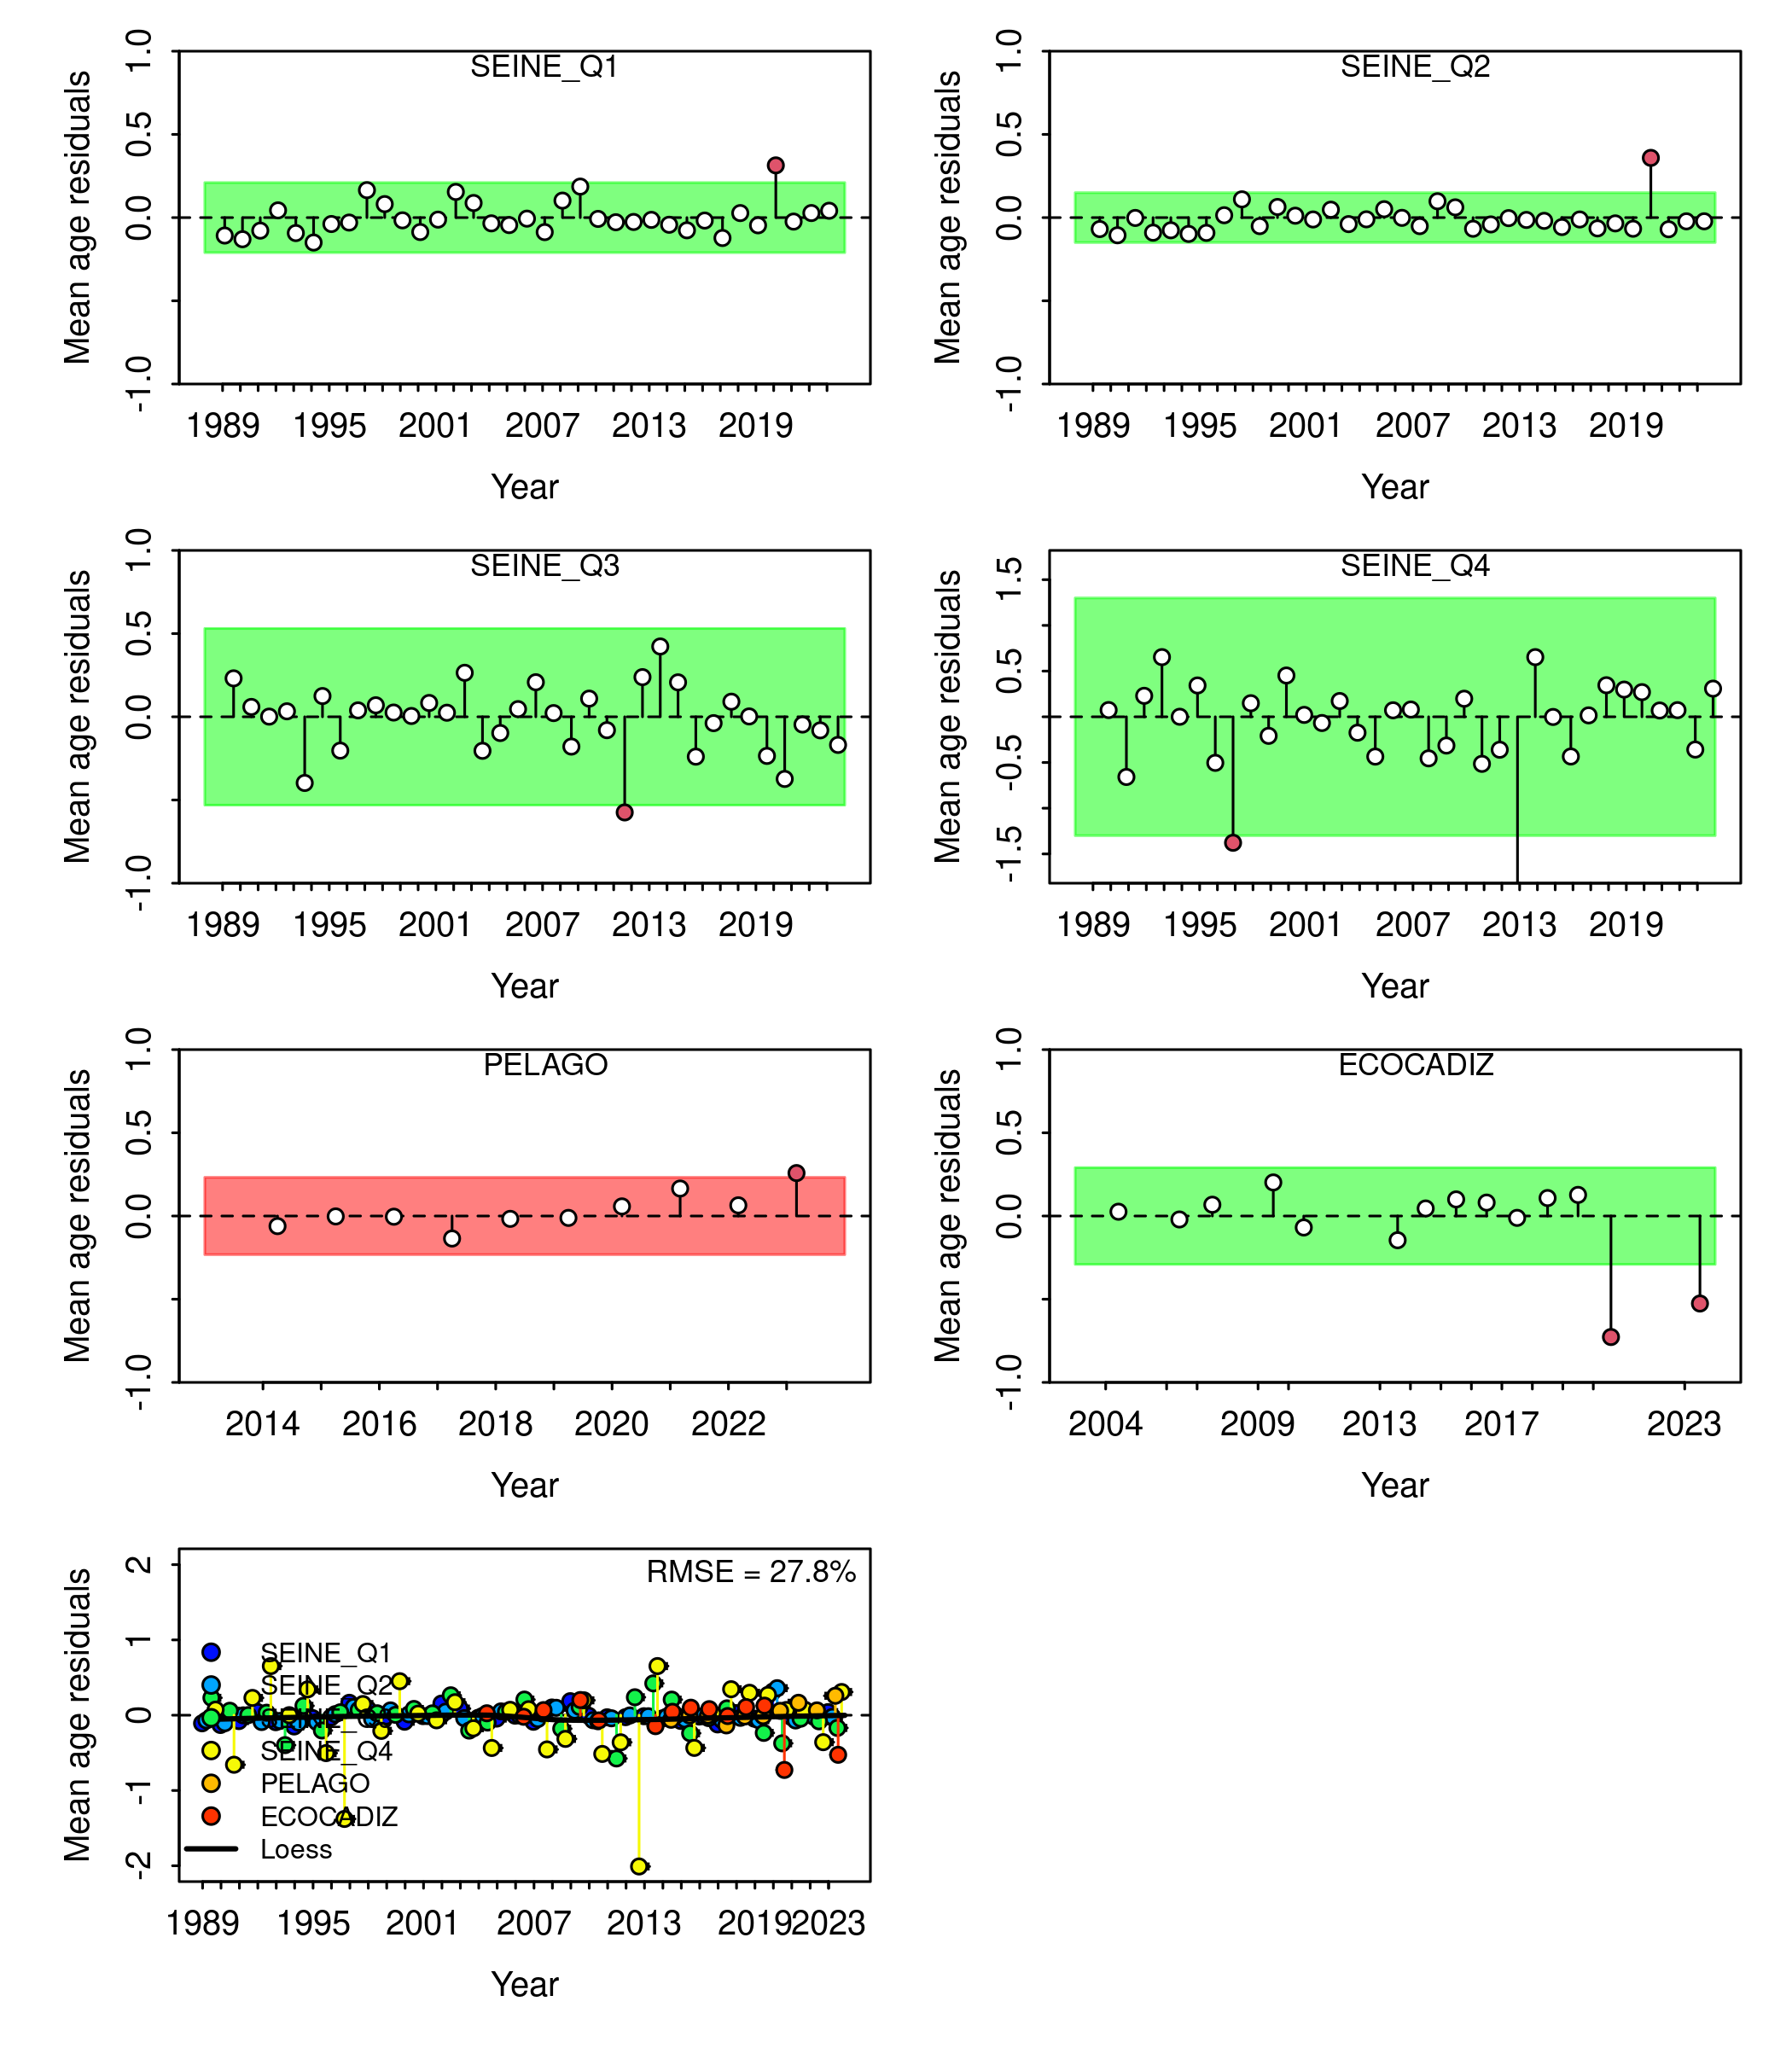 SEINE_Q1
Mean age residuals
1.0
0.5
0.0
-1.0
1989 1995 2001 2007 2013 2019
Year
SEINE_Q2
Mean age residuals
1.0
0.5
0.0
-1.0
1989 1995 2001 2007 2013 2019
Year
SEINE_Q3
Mean age residuals
1.0
0.5
0.0
-1.0
1989 1995 2001 2007 2013 2019
Year
SEINE_Q4
Mean age residuals
1.5
0.5
-0.5
-1.5
1989 1995 2001 2007 2013 2019
Year
PELAGO
Mean age residuals
1.0
0.5
0.0
-1.0
2014 2016 2018 2020 2022
Year
ECOCADIZ
Mean age residuals
1.0
0.5
0.0
-1.0
2004 2009 2013 2017 2023
Year
RMSE = 27.8%
Mean age residuals
2
1
0
-1
-2
SEINE_Q1
SEINE_Q2
SEINE_Q4
PELAGO
ECOCADIZ
Loess
1989 1995 2001 2007 2013 2019 2023
Year